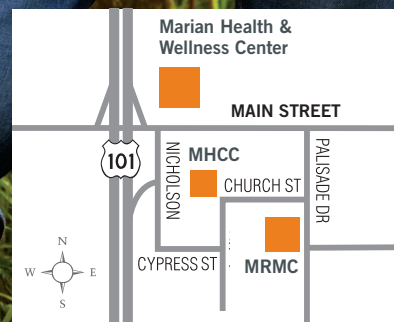 Marian Health &
Wellness Center
MAIN STREET
101
NICHOLSON
MHCC
PALISADE DR
CHURCH ST
CYPRESS ST
MRMC
N
W E
S